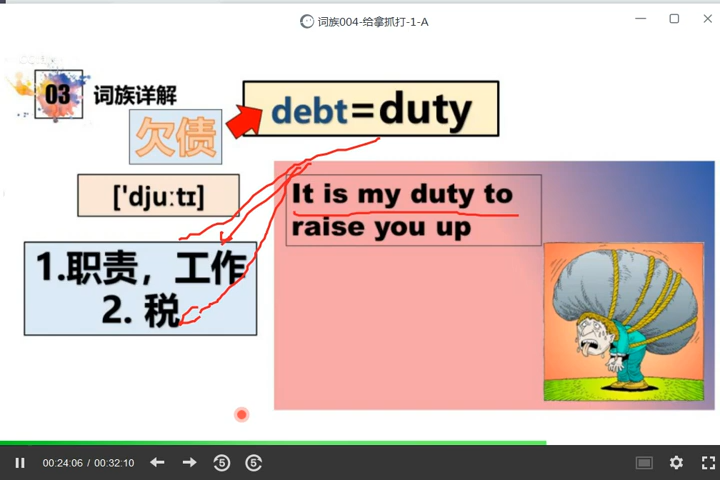 词族004-给拿抓打-1-A
03
词族详解
欠债
debt=duty
['dju:tɪ]
It is my duty to
raise you up
1.职责，工作
2. 税
00:24:06 / 00:32:10
5
5